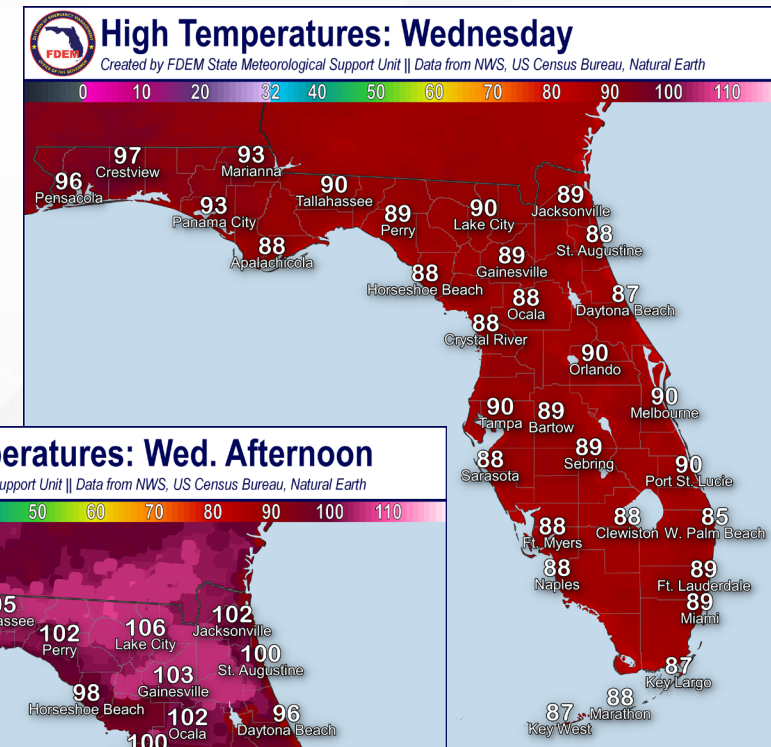 FDEM
High Temperatures: Wednesday
Created by FDEM State Meteorological Support Unit || Data from NWS, US Census Bureau, Natural Earth
0 10 20 32 40 50 60 70 80 90 100 110
97
Crestview
93
Marianna
96
Pensacola
90
Tallahassee
93
Panama City
89
Perry
90
Lake City
89
Jacksonville
88
St. Augustine
88
Apalachicola
89
Gainesville
88
Horseshoe Beach
88
Ocala
87
Daytona Beach
88
Crystal River
90
Orlando
90
Melbourne
90
Tampa
89
Bartow
88
Sarasota
89
Sebring
90
Port St. Lucie
88
Ft. Myers
88
Clewiston
85
W. Palm Beach
88
Naples
89
Ft. Lauderdale
89
Miami
87
Key Largo
88
Marathon
87
Key West
eratures: Wed. Afternoon
upport Unit || Data from NWS, US Census Bureau, Natural Earth
50 60 70 80 90 100 110
95
assee
102
Perry
106
Lake City
102
Jacksonville
100
St. Augustine
103
Gainesville
98
Horseshoe Beach
102
Ocala
96
Daytona Beach
100